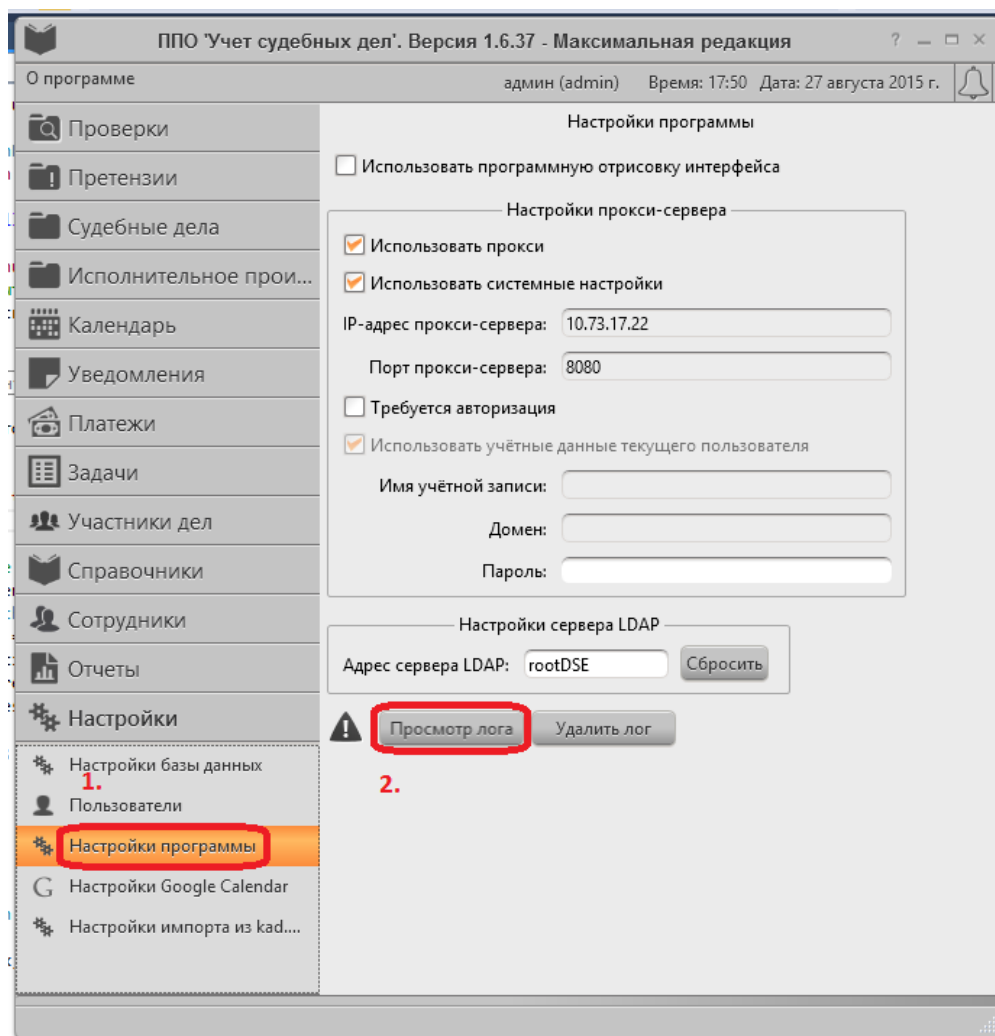 ППО 'Учет судебных дел'. Версия 1.6.37 - Максимальная редакция
О программе
админ (admin) Время: 17:50 Дата: 27 августа 2015 г.
Проверки
Претензии
Судебные дела
Исполнительное прои...
Календарь
Уведомления
Платежи
Задачи
Участники дел
Справочники
Сотрудники
Отчеты
Настройки
Настройки базы данных
1.
Пользователи
Настройки программы
Настройки Google Calendar
Настройки импорта из kad....
Настройки программы
Использовать программную отрисовку интерфейса
Настройки прокси-сервера
Использовать прокси
Использовать системные настройки
IP-адрес прокси-сервера: 10.73.17.22
Порт прокси-сервера: 8080
Требуется авторизация
Использовать учётные данные текущего пользователя
Имя учётной записи:
Домен:
Пароль:
Настройки сервера LDAP
Адрес сервера LDAP: rootDSE Сбросить
Просмотр лога Удалить лог
2.